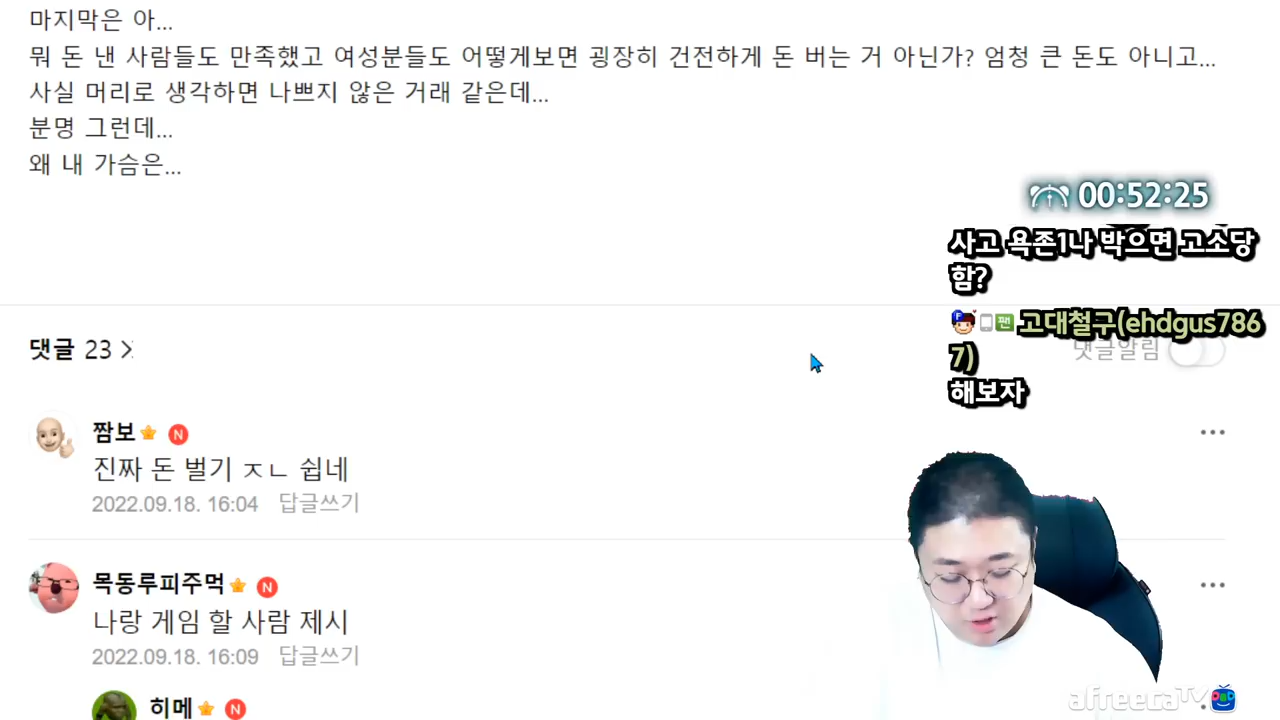 마지막은 아...
뭐 돈 낸 사람들도 만족했고 여성분들도 어떻게보면 굉장히 건전하게 돈 버는 거 아닌가? 엄청 큰 돈도 아니고...
사실 머리로 생각하면 나쁘지 않은 거래 같은데...
분명 그런데...
왜 내 가슴은...
00:52:25
사고 욕존1나 박으면 고소당
함?
고대철구(ehdgus786
7)
해보자
댓글 23
댓글알림
짬보 N
진짜 돈 벌기 ㅈㄴ 쉽네
2022.09.18. 16:04 답글쓰기
목동루피주먹 N
나랑 게임 할 사람 제시
2022.09.18. 16:09 답글쓰기
히메 N
afreecaTV